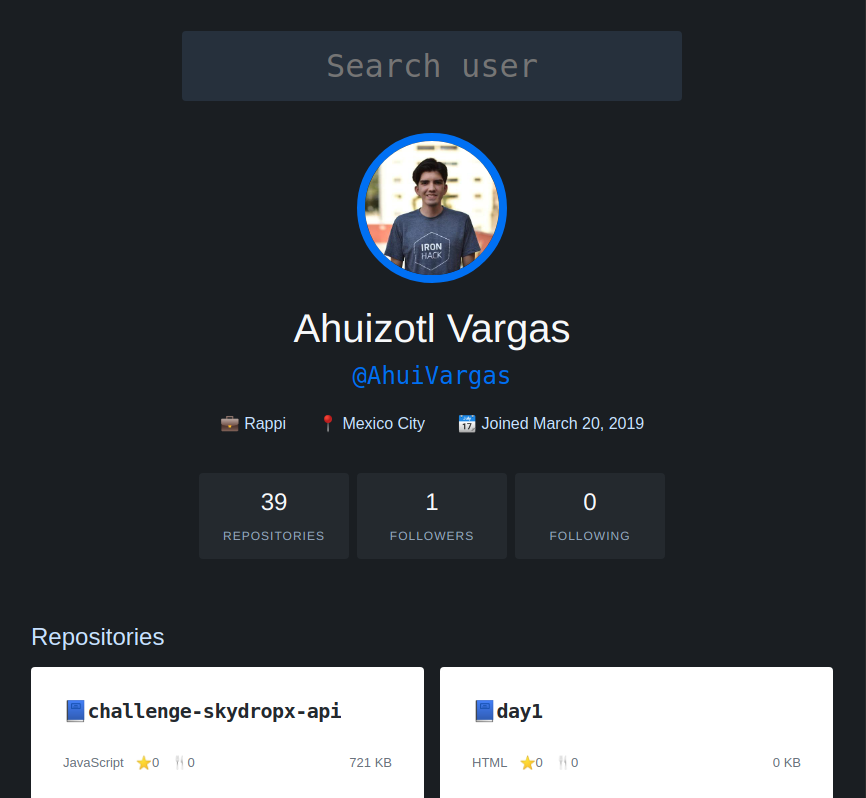 Search user
IRON
HACK
Ahuizotl Vargas
@AhuiVargas
Rappi Mexico City Joined March 20, 2019
39 1 0
REPOSITORIES FOLLOWERS FOLLOWING
Repositories
challenge-skydropx-api day1
JavaScript 0 0 721 KB HTML 0 0 0 KB